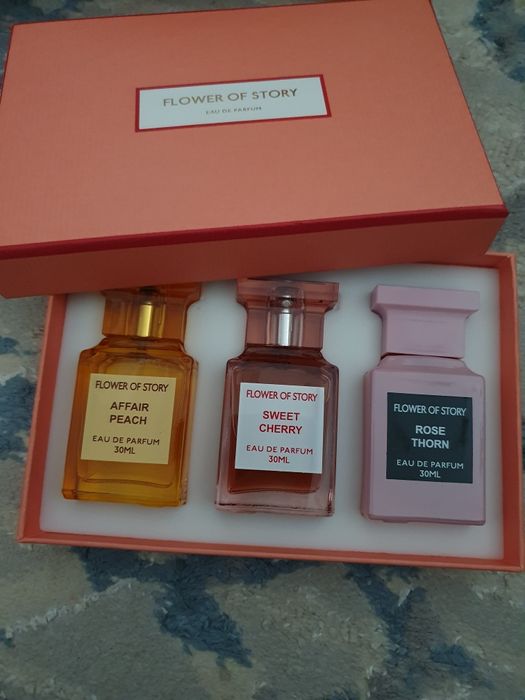 FLOWER OF STORY
EAU DE PARFUM
FLOWER OF STORY
AFFAIR
PEACH
EAU DE PARFUM
30ML
FLOWER OF STORY
SWEET
CHERRY
EAU DE PARFUM
30ML
FLOWER OF STORY
ROSE
THORN
EAU DE PARFUM
30ML